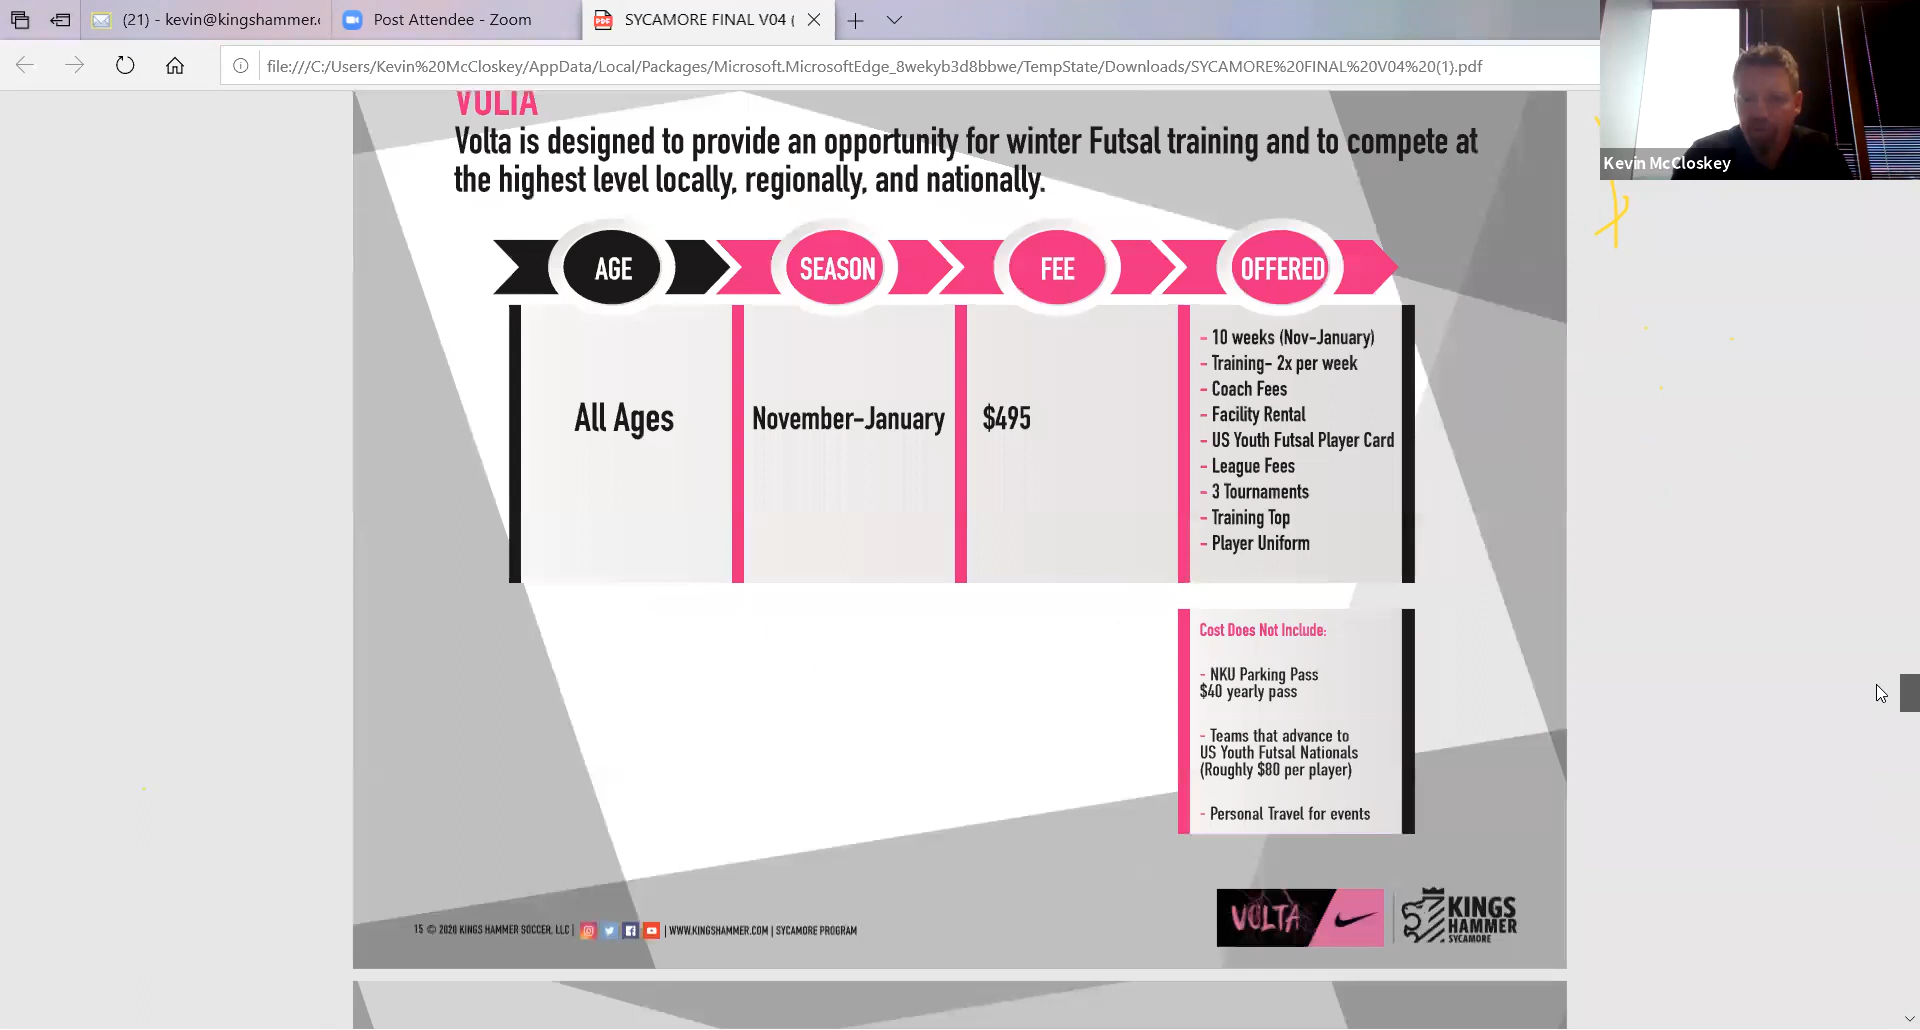 (21) - kevin@kingshammer.c
Post Attendee - Zoom
SYCAMORE FINAL V04 (
file:///C:/Users/Kevin%20McCloskey/AppData/Local/Packages/Microsoft.MicrosoftEdge_8wekyb3d8bbwe/TempState/Downloads/SYCAMORE%20FINAL%20V04%20(1).pdf
Kevin McCloskey
VOLTA
Volta is designed to provide an opportunity for winter Futsal training and to compete at
the highest level locally, regionally, and nationally.
AGE
SEASON
FEE
OFFERED
All Ages
November-January
$495
- 10 weeks (Nov-January)
- Training- 2x per week
- Coach Fees
- Facility Rental
- US Youth Futsal Player Card
- League Fees
- 3 Tournaments
- Training Top
- Player Uniform
Cost Does Not Include:
- NKU Parking Pass
$40 yearly pass
- Teams that advance to
US Youth Futsal Nationals
(Roughly $80 per player)
- Personal Travel for events
15 © 2020 KINGS HAMMER SOCCER, LLC | | WWW.KINGSHAMMER.COM | SYCAMORE PROGRAM
VOLTA
KINGS
HAMMER
SYCAMORE